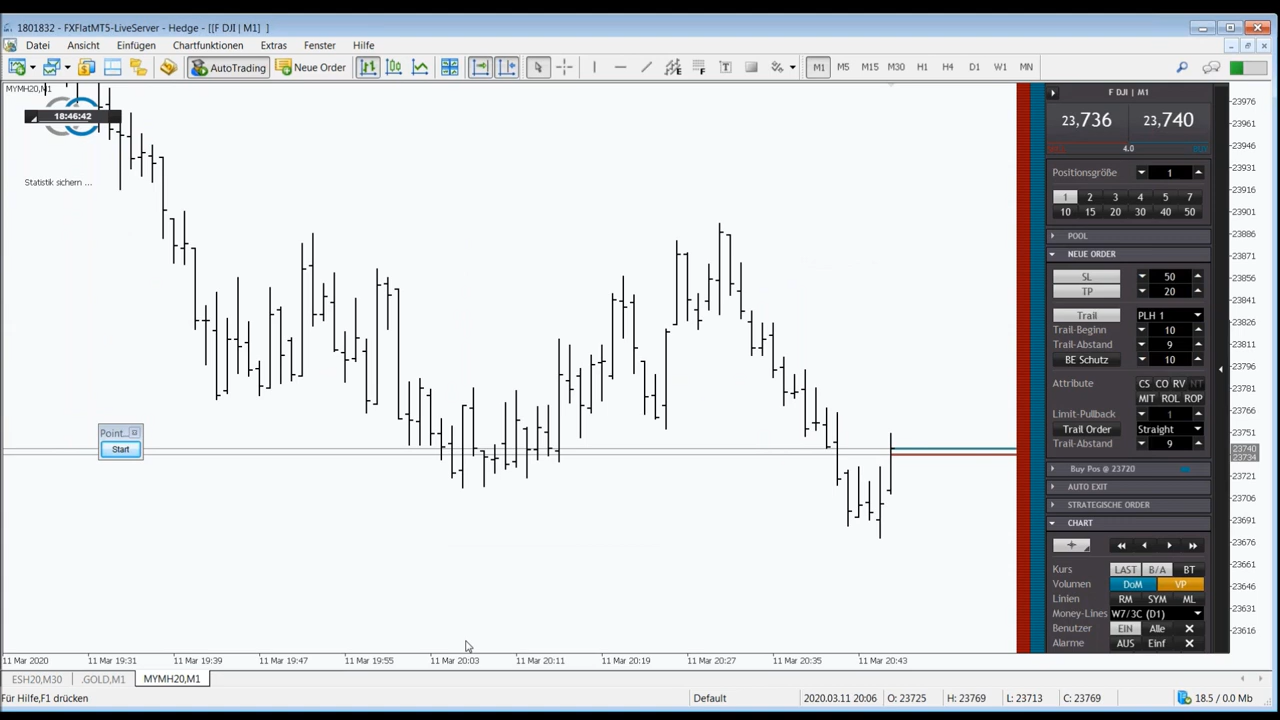 1801832 - FXFlatMT5-LiveServer - Hedge - [[F DJI | M1] ]
Datei Ansicht Einfügen Chartfunktionen Extras Fenster Hilfe
AutoTrading Neue Order M1 M5 M15 M30 H1 H4 D1 W1 MN
MYMH20,M1
18:46:42
Statistik sichern ...
Point...
Start
F DJI | M1
23,736 23,740
4.0
Positionsgröße 1
1 2 3 4 5 7
10 15 20 30 40 50
POOL
NEUE ORDER
SL 50
TP 20
Trail PLH 1
Trail-Beginn 10
Trail-Abstand 9
BE Schutz 10
Attribute CS CO RV NT
MIT ROL ROP
Limit-Pullback 1
Trail Order Straight
Trail-Abstand 9
Buy Pos @ 23720
AUTO EXIT
STRATEGISCHE ORDER
CHART
Kurs LAST B/A BT
Volumen DoM VP
Linien RM SYM ML
Money-Lines W7/3C (D1)
Benutzer EIN Alle
Alarme AUS Einf
23976
23961
23946
23931
23916
23901
23886
23871
23856
23841
23826
23811
23796
23781
23766
23751
23740
23734
23721
23706
23691
23676
23661
23646
23631
23616
11 Mar 2020 11 Mar 19:31 11 Mar 19:39 11 Mar 19:47 11 Mar 19:55 11 Mar 20:03 11 Mar 20:11 11 Mar 20:19 11 Mar 20:27 11 Mar 20:35 11 Mar 20:43
ESH20,M30 .GOLD,M1 MYMH20,M1
Für Hilfe,F1 drücken Default 2020.03.11 20:06 O: 23725 H: 23769 L: 23713 C: 23769 18.5 / 0.0 Mb